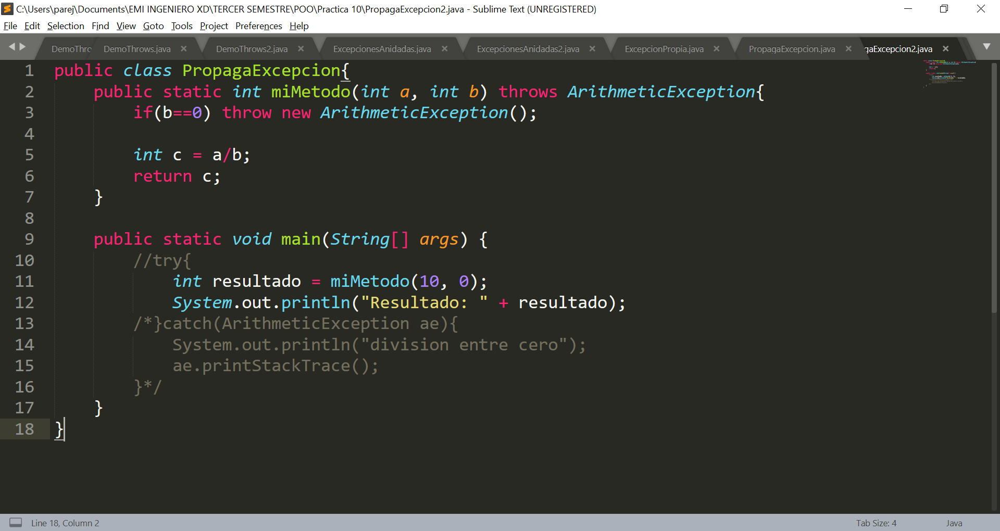 C:\Users\parej\Documents\EMI INGENIERO XD\TERCER SEMESTRE\POO\Practica 10\PropagaExcepcion2.java - Sublime Text (UNREGISTERED)
File Edit Selection Find View Goto Tools Project Preferences Help
DemoThro DemoThrows.java DemoThrows2.java ExcepcionesAnidadas.java ExcepcionesAnidadas2.java ExcepcionPropia.java PropagaExcepcion.java gaExcepcion2.java
1 public class PropagaExcepcion{
2 public static int miMetodo(int a, int b) throws ArithmeticException{
3 if(b==0) throw new ArithmeticException();
4
5 int c = a/b;
6 return c;
7 }
8
9 public static void main(String[] args) {
10 //try{
11 int resultado = miMetodo(10, 0);
12 System.out.println("Resultado: " + resultado);
13 /*}catch(ArithmeticException ae){
14 System.out.println("division entre cero");
15 ae.printStackTrace();
16 }*/
17 }
18 }
Line 18, Column 2 Tab Size: 4 Java